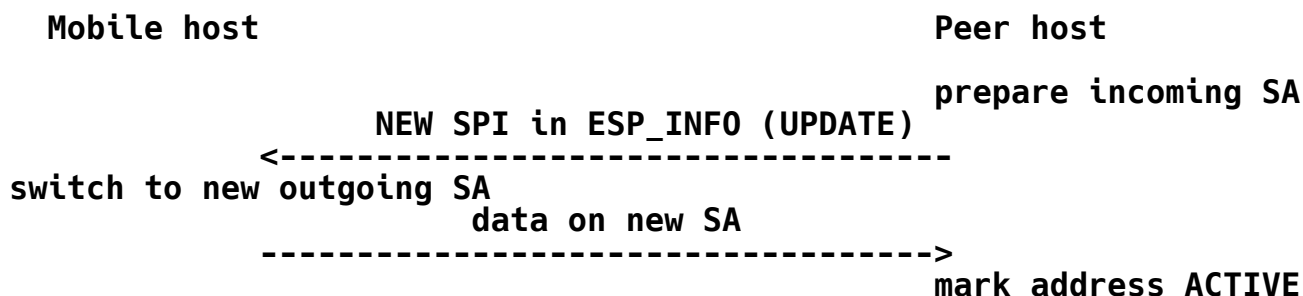 Mobile host                                   Peer host
prepare incoming SA
NEW SPI in ESP_INFO (UPDATE)
<-----------------------------------
switch to new outgoing SA
data on new SA
----------------------------------->
mark address ACTIVE